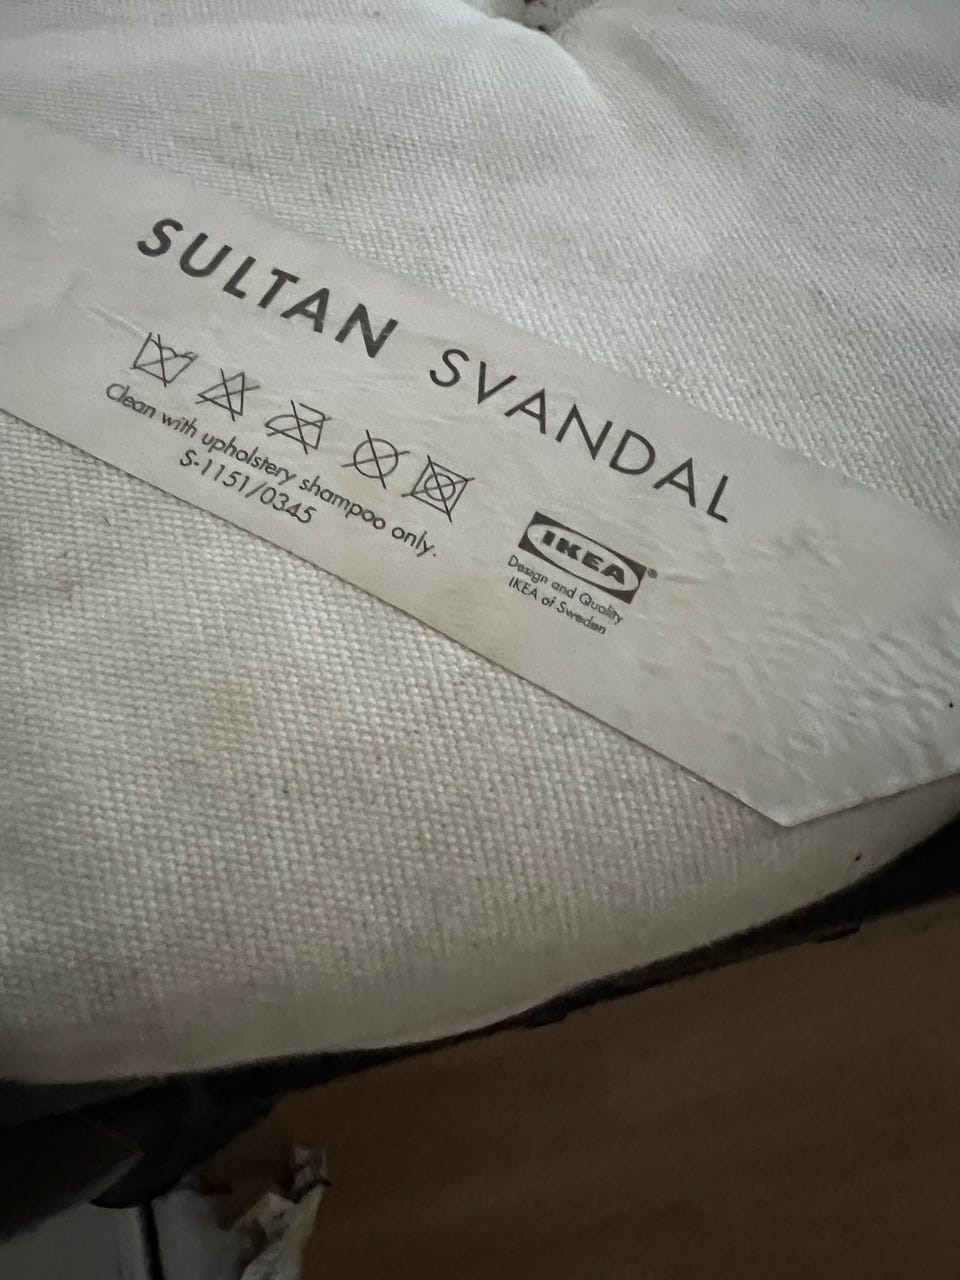 SULTAN SVANDAL
Clean with upholstery shampoo only.
S-1151/0345
IKEA®
Design and Quality
IKEA of Sweden